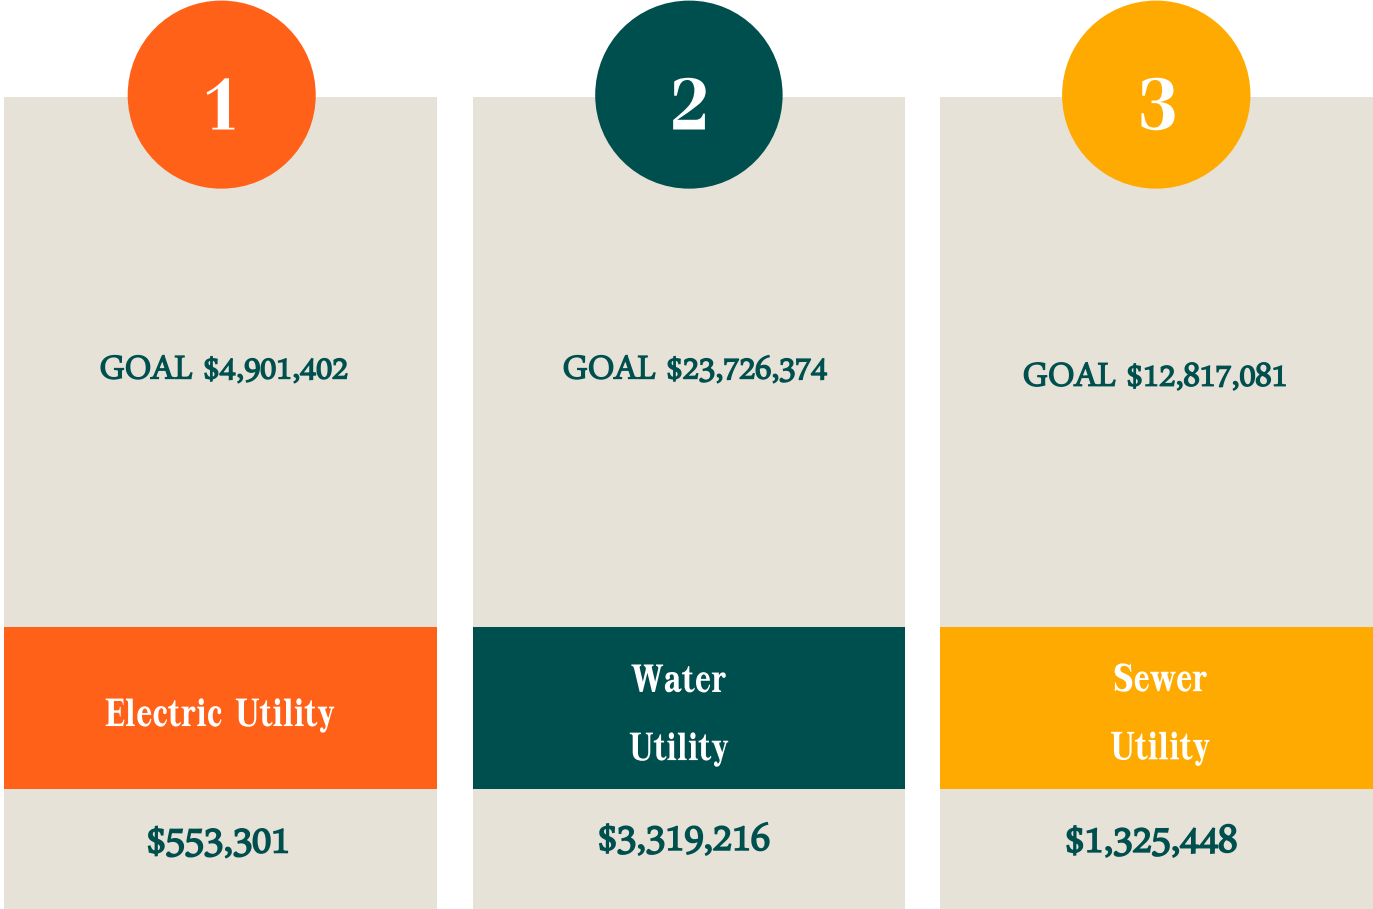 1
GOAL $4,901,402
Electric Utility
$553,301
2
GOAL $23,726,374
Water
Utility
$3,319,216
3
GOAL $12,817,081
Sewer
Utility
$1,325,448